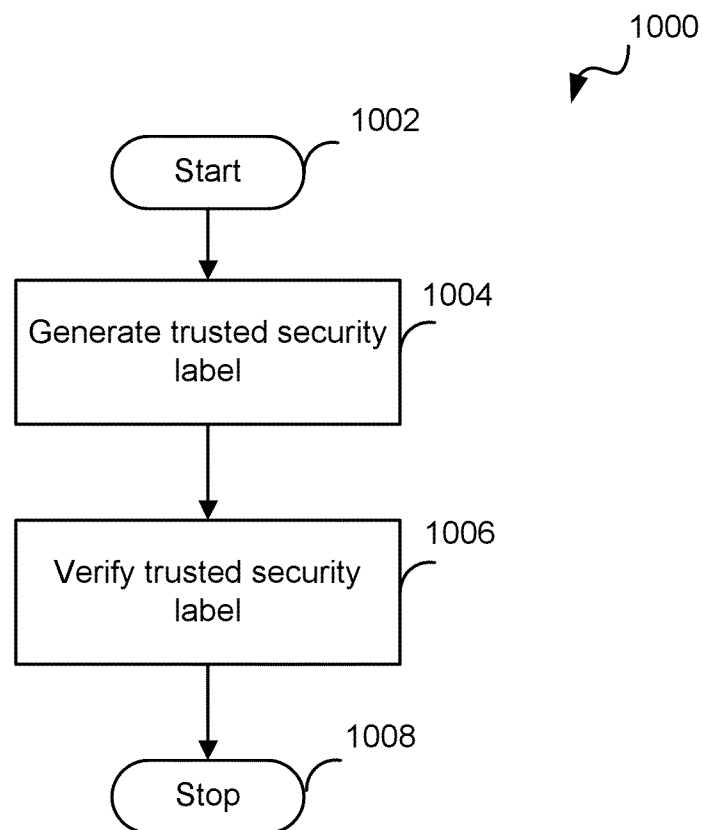 1000
1002
Start
1004
Generate trusted security
label
1006
Verify trusted security
label
1008
Stop